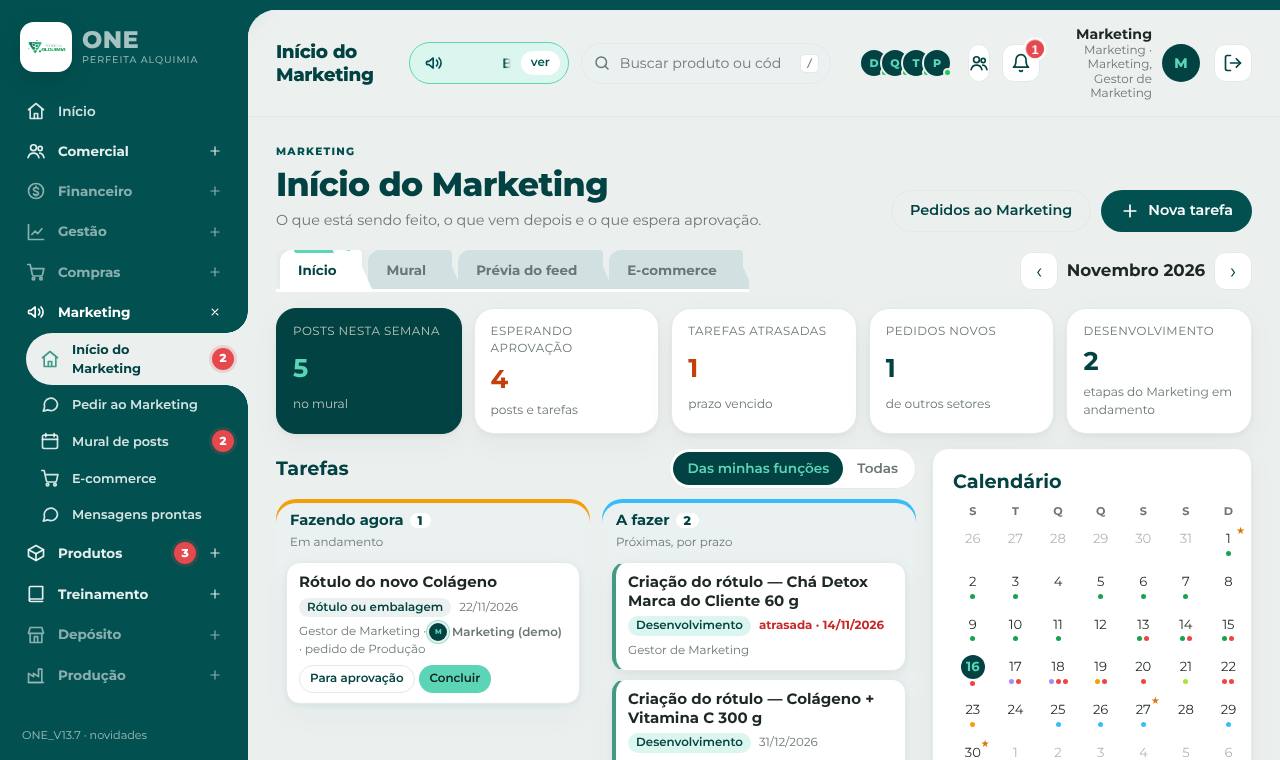 ONE
PERFEITA ALQUIMIA
Início
Comercial
Financeiro
Gestão
Compras
Marketing
Início do
Marketing
2
Pedir ao Marketing
Mural de posts
2
E-commerce
Mensagens prontas
Produtos
3
Treinamento
Depósito
Produção
ONE_V13.7 · novidades
Início do
Marketing
ver
Buscar produto ou cód
/
D Q T P
1
Marketing
Marketing ·
Marketing,
Gestor de
Marketing
M
MARKETING
Início do Marketing
O que está sendo feito, o que vem depois e o que espera aprovação.
Pedidos ao Marketing
Nova tarefa
Início
Mural
Prévia do feed
E-commerce
‹ Novembro 2026 ›
POSTS NESTA SEMANA
5
no mural
ESPERANDO
APROVAÇÃO
4
posts e tarefas
TAREFAS ATRASADAS
1
prazo vencido
PEDIDOS NOVOS
1
de outros setores
DESENVOLVIMENTO
2
etapas do Marketing em
andamento
Tarefas
Das minhas funções
Todas
Fazendo agora 1
Em andamento
Rótulo do novo Colágeno
Rótulo ou embalagem 22/11/2026
Gestor de Marketing · M Marketing (demo)
· pedido de Produção
Para aprovação
Concluir
A fazer 2
Próximas, por prazo
Criação do rótulo — Chá Detox
Marca do Cliente 60 g
Desenvolvimento atrasada · 14/11/2026
Gestor de Marketing
Criação do rótulo — Colágeno +
Vitamina C 300 g
Desenvolvimento 31/12/2026
Calendário
S T Q Q S S D
26 27 28 29 30 31 1
2 3 4 5 6 7 8
9 10 11 12 13 14 15
16 17 18 19 20 21 22
23 24 25 26 27 28 29
30 1 2 3 4 5 6